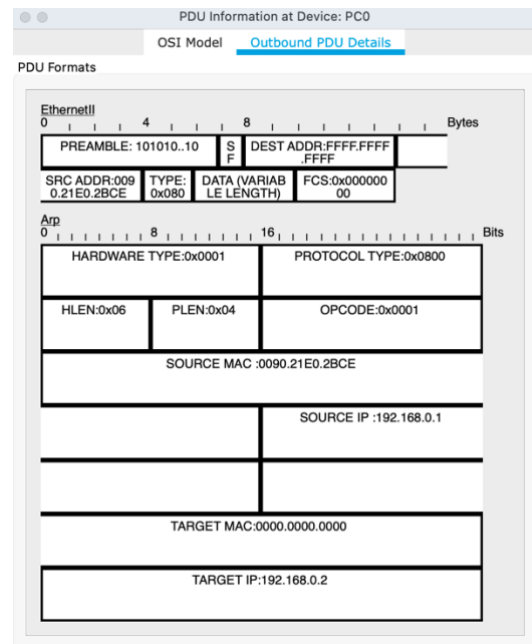 PDU Information at Device: PC0
OSI Model Outbound PDU Details
PDU Formats
EthernetII
0 4 8 Bytes
PREAMBLE: 101010..10 SF DEST ADDR:FFFF.FFFF
.FFFF
SRC ADDR:009 TYPE: DATA (VARIAB FCS:0x000000
0.21E0.2BCE 0x080 LE LENGTH) 00
Arp
0 8 16 Bits
HARDWARE TYPE:0x0001 PROTOCOL TYPE:0x0800
HLEN:0x06 PLEN:0x04 OPCODE:0x0001
SOURCE MAC :0090.21E0.2BCE
SOURCE IP :192.168.0.1
TARGET MAC:0000.0000.0000
TARGET IP:192.168.0.2